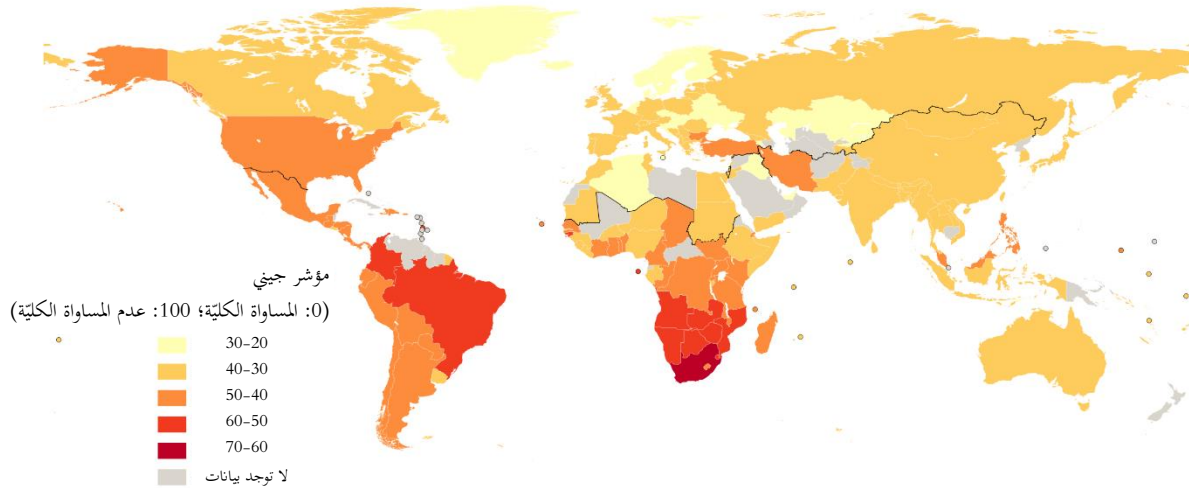 مؤشر جيني
(0: المساواة الكليّة؛ 100: عدم المساواة الكليّة)
30-20
40-30
50-40
60-50
70-60
لا توجد بيانات